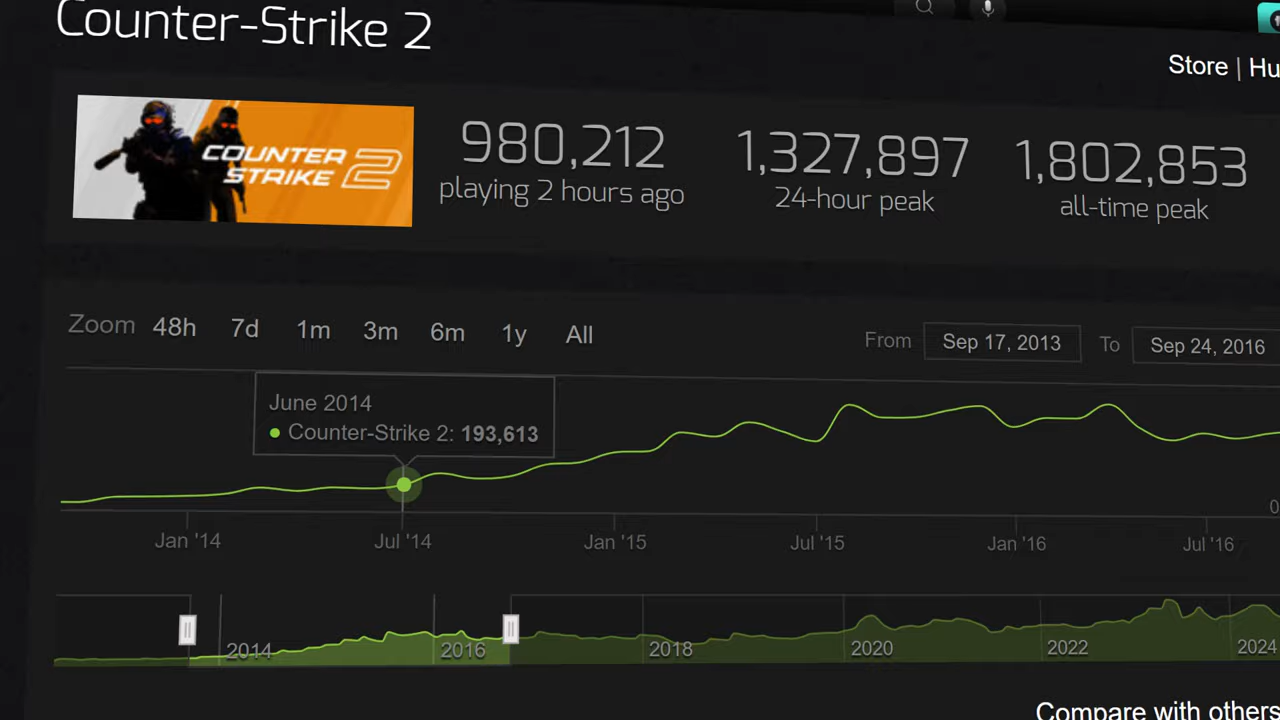 Counter-Strike 2
Store | Hu
COUNTER
STRIKE 2
980,212
playing 2 hours ago
1,327,897
24-hour peak
1,802,853
all-time peak
Zoom 48h 7d 1m 3m 6m 1y All
From Sep 17, 2013 To Sep 24, 2016
June 2014
Counter-Strike 2: 193,613
0
Jan '14 Jul '14 Jan '15 Jul '15 Jan '16 Jul '16
2014 2016 2018 2020 2022 2024
Compare with others